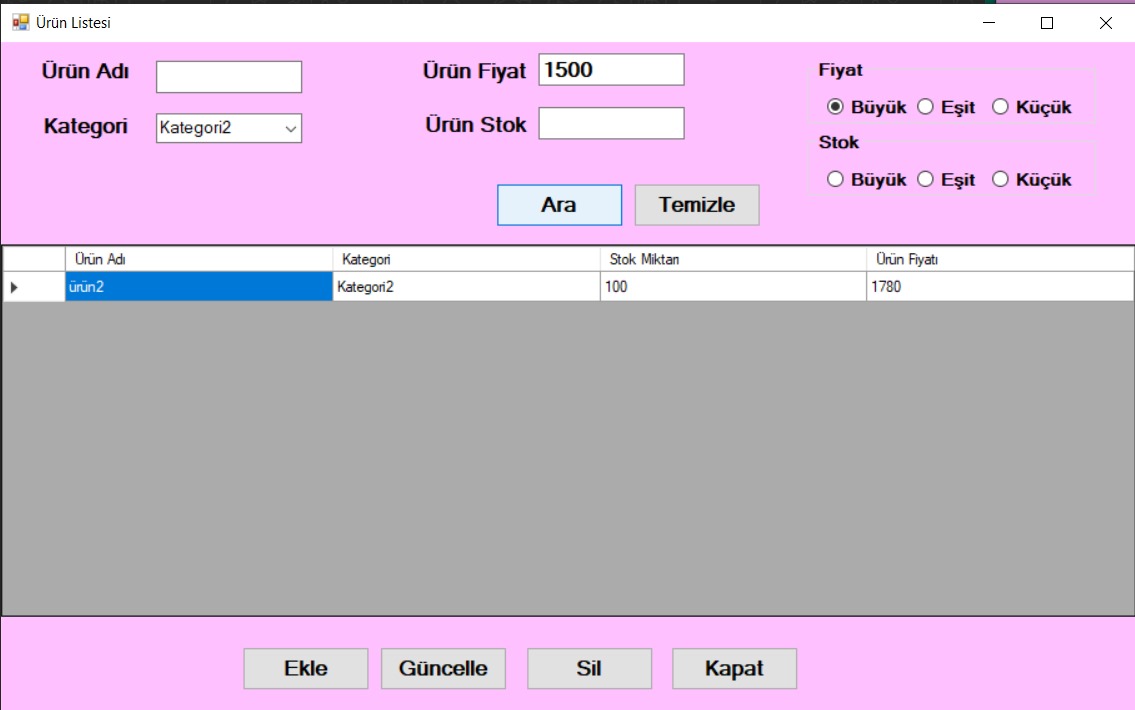 Ürün Listesi
Ürün Adı
Ürün Fiyat 1500
Fiyat
Büyük Eşit Küçük
Kategori Kategori2
Ürün Stok
Stok
Büyük Eşit Küçük
Ara Temizle
Ürün Adı Kategori Stok Miktarı Ürün Fiyatı
ürün2 Kategori2 100 1780
Ekle Güncelle Sil Kapat